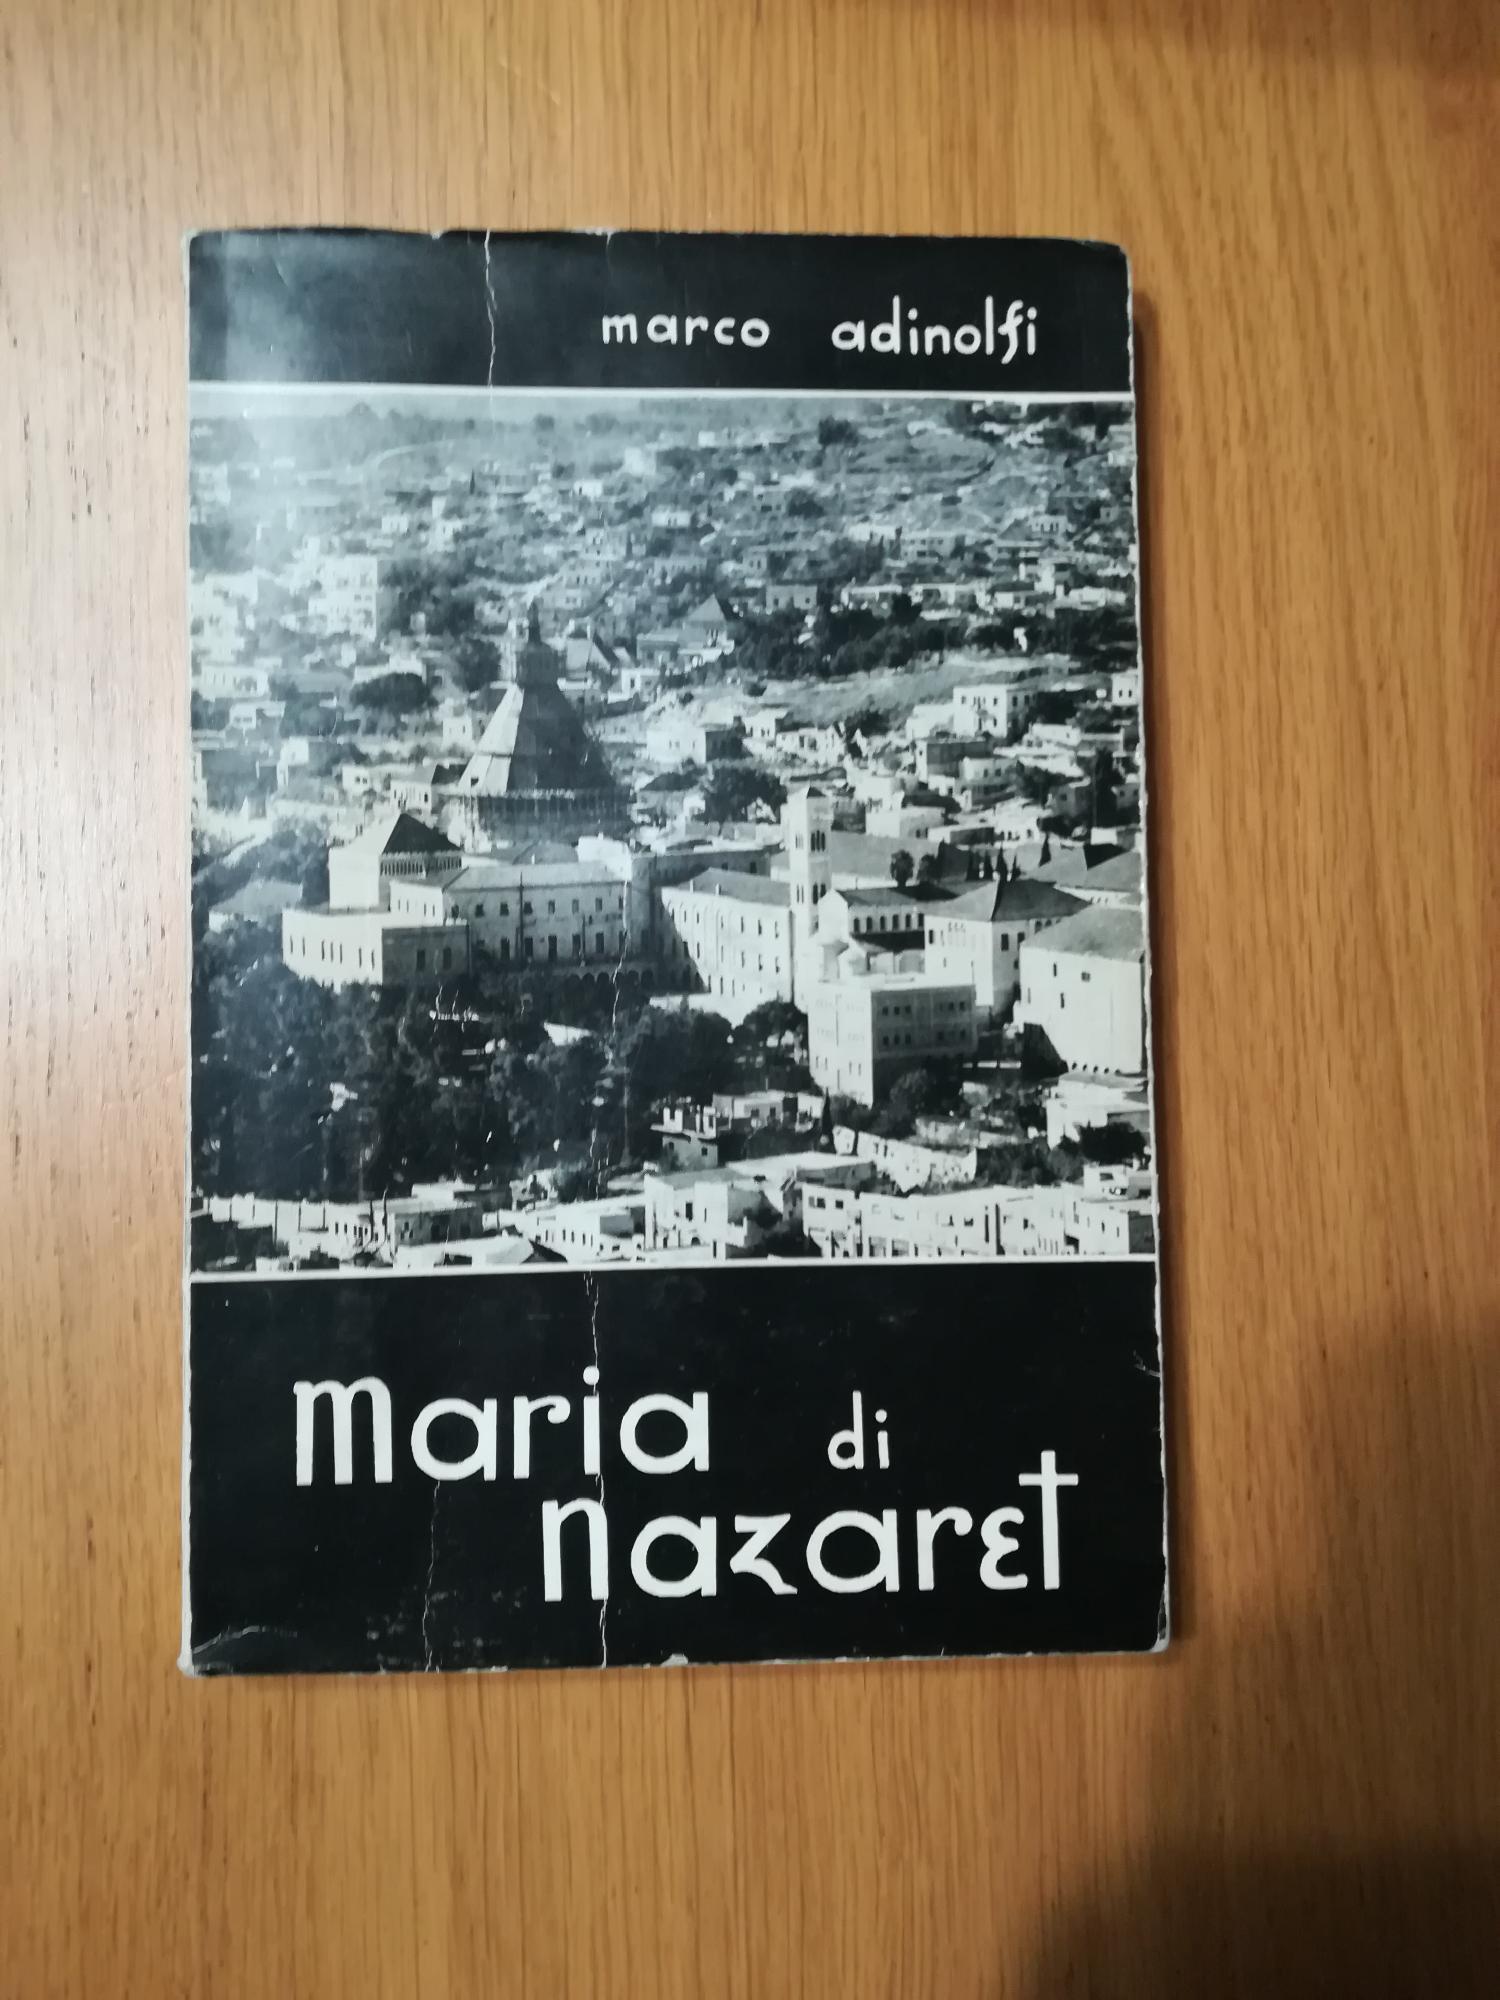 marco adinolfi
maria di
nazaret